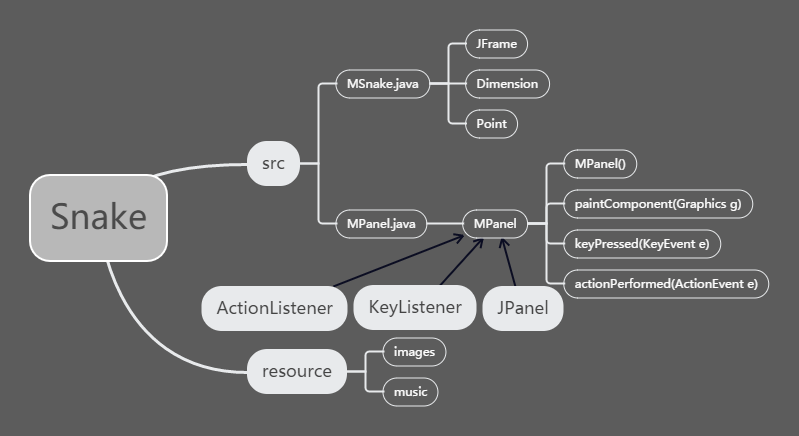 Snake
src
MSnake.java
JFrame
Dimension
Point
MPanel.java
MPanel
MPanel()
paintComponent(Graphics g)
keyPressed(KeyEvent e)
actionPerformed(ActionEvent e)
ActionListener
KeyListener
JPanel
resource
images
music